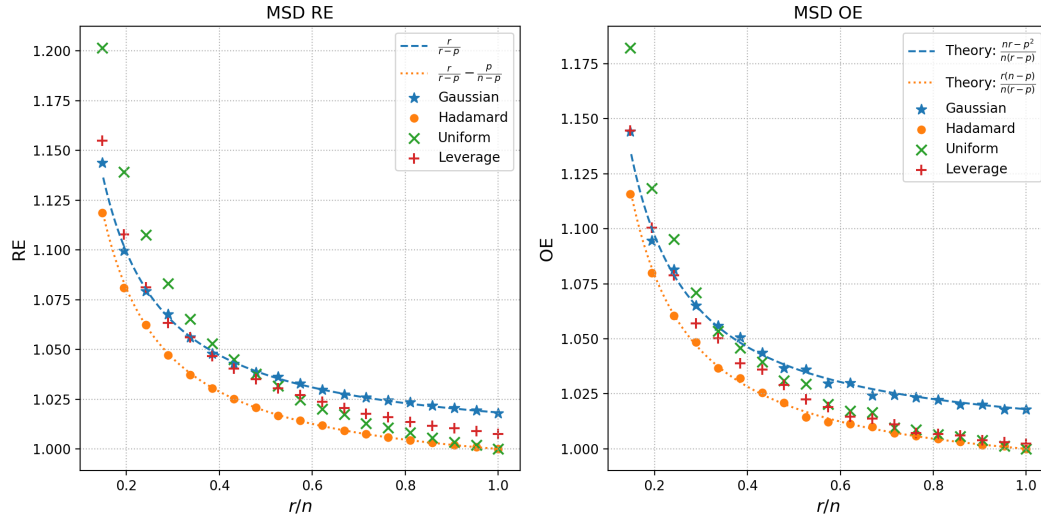 MSD RE
RE
1.200
1.175
1.150
1.125
1.100
1.075
1.050
1.025
1.000
0.2
0.4
0.6
0.8
1.0
r/n
r/(r−p)
r/(r−p) − p/(n−p)
Gaussian
Hadamard
Uniform
Leverage
MSD OE
OE
1.175
1.150
1.125
1.100
1.075
1.050
1.025
1.000
0.2
0.4
0.6
0.8
1.0
r/n
Theory: (nr−p²)/(n(r−p))
Theory: r(n−p)/(n(r−p))
Gaussian
Hadamard
Uniform
Leverage